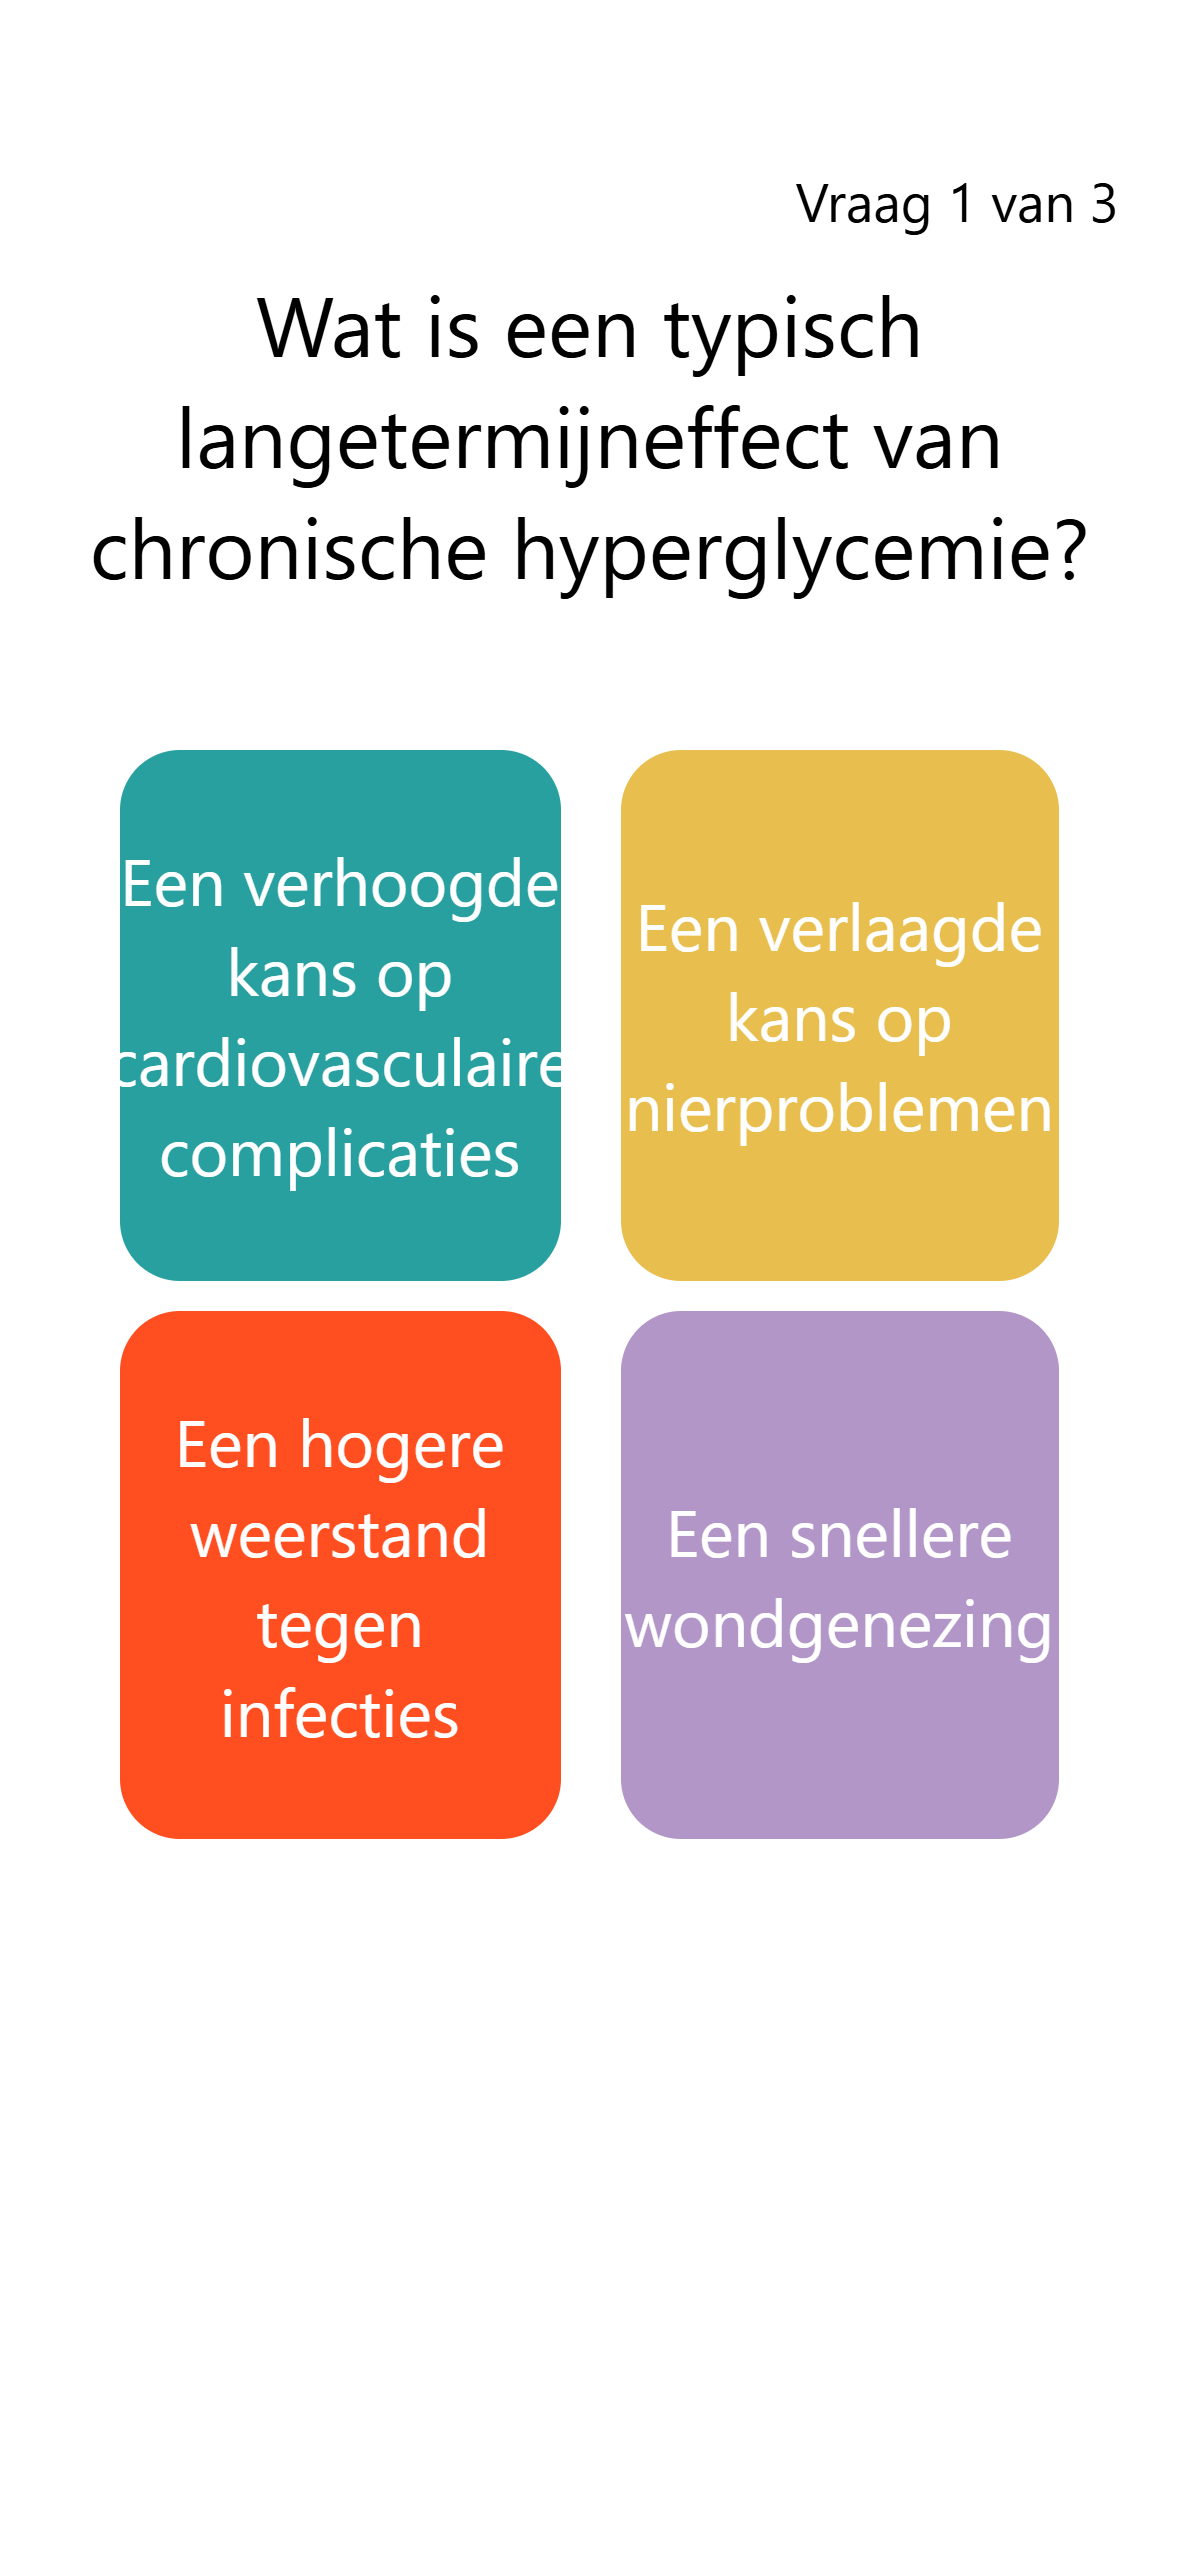 Vraag 1 van 3
Wat is een typisch
langetermijneffect van
chronische hyperglycemie?
Een verhoogde
kans op
cardiovasculaire
complicaties
Een verlaagde
kans op
nierproblemen
Een hogere
weerstand
tegen
infecties
Een snellere
wondgenezing